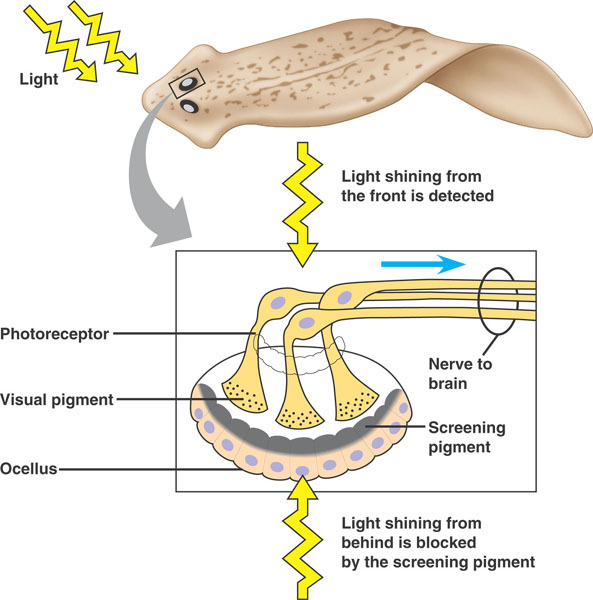 Light
Light shining from
the front is detected
Photoreceptor
Nerve to
brain
Visual pigment
Screening
pigment
Ocellus
Light shining from
behind is blocked
by the screening pigment